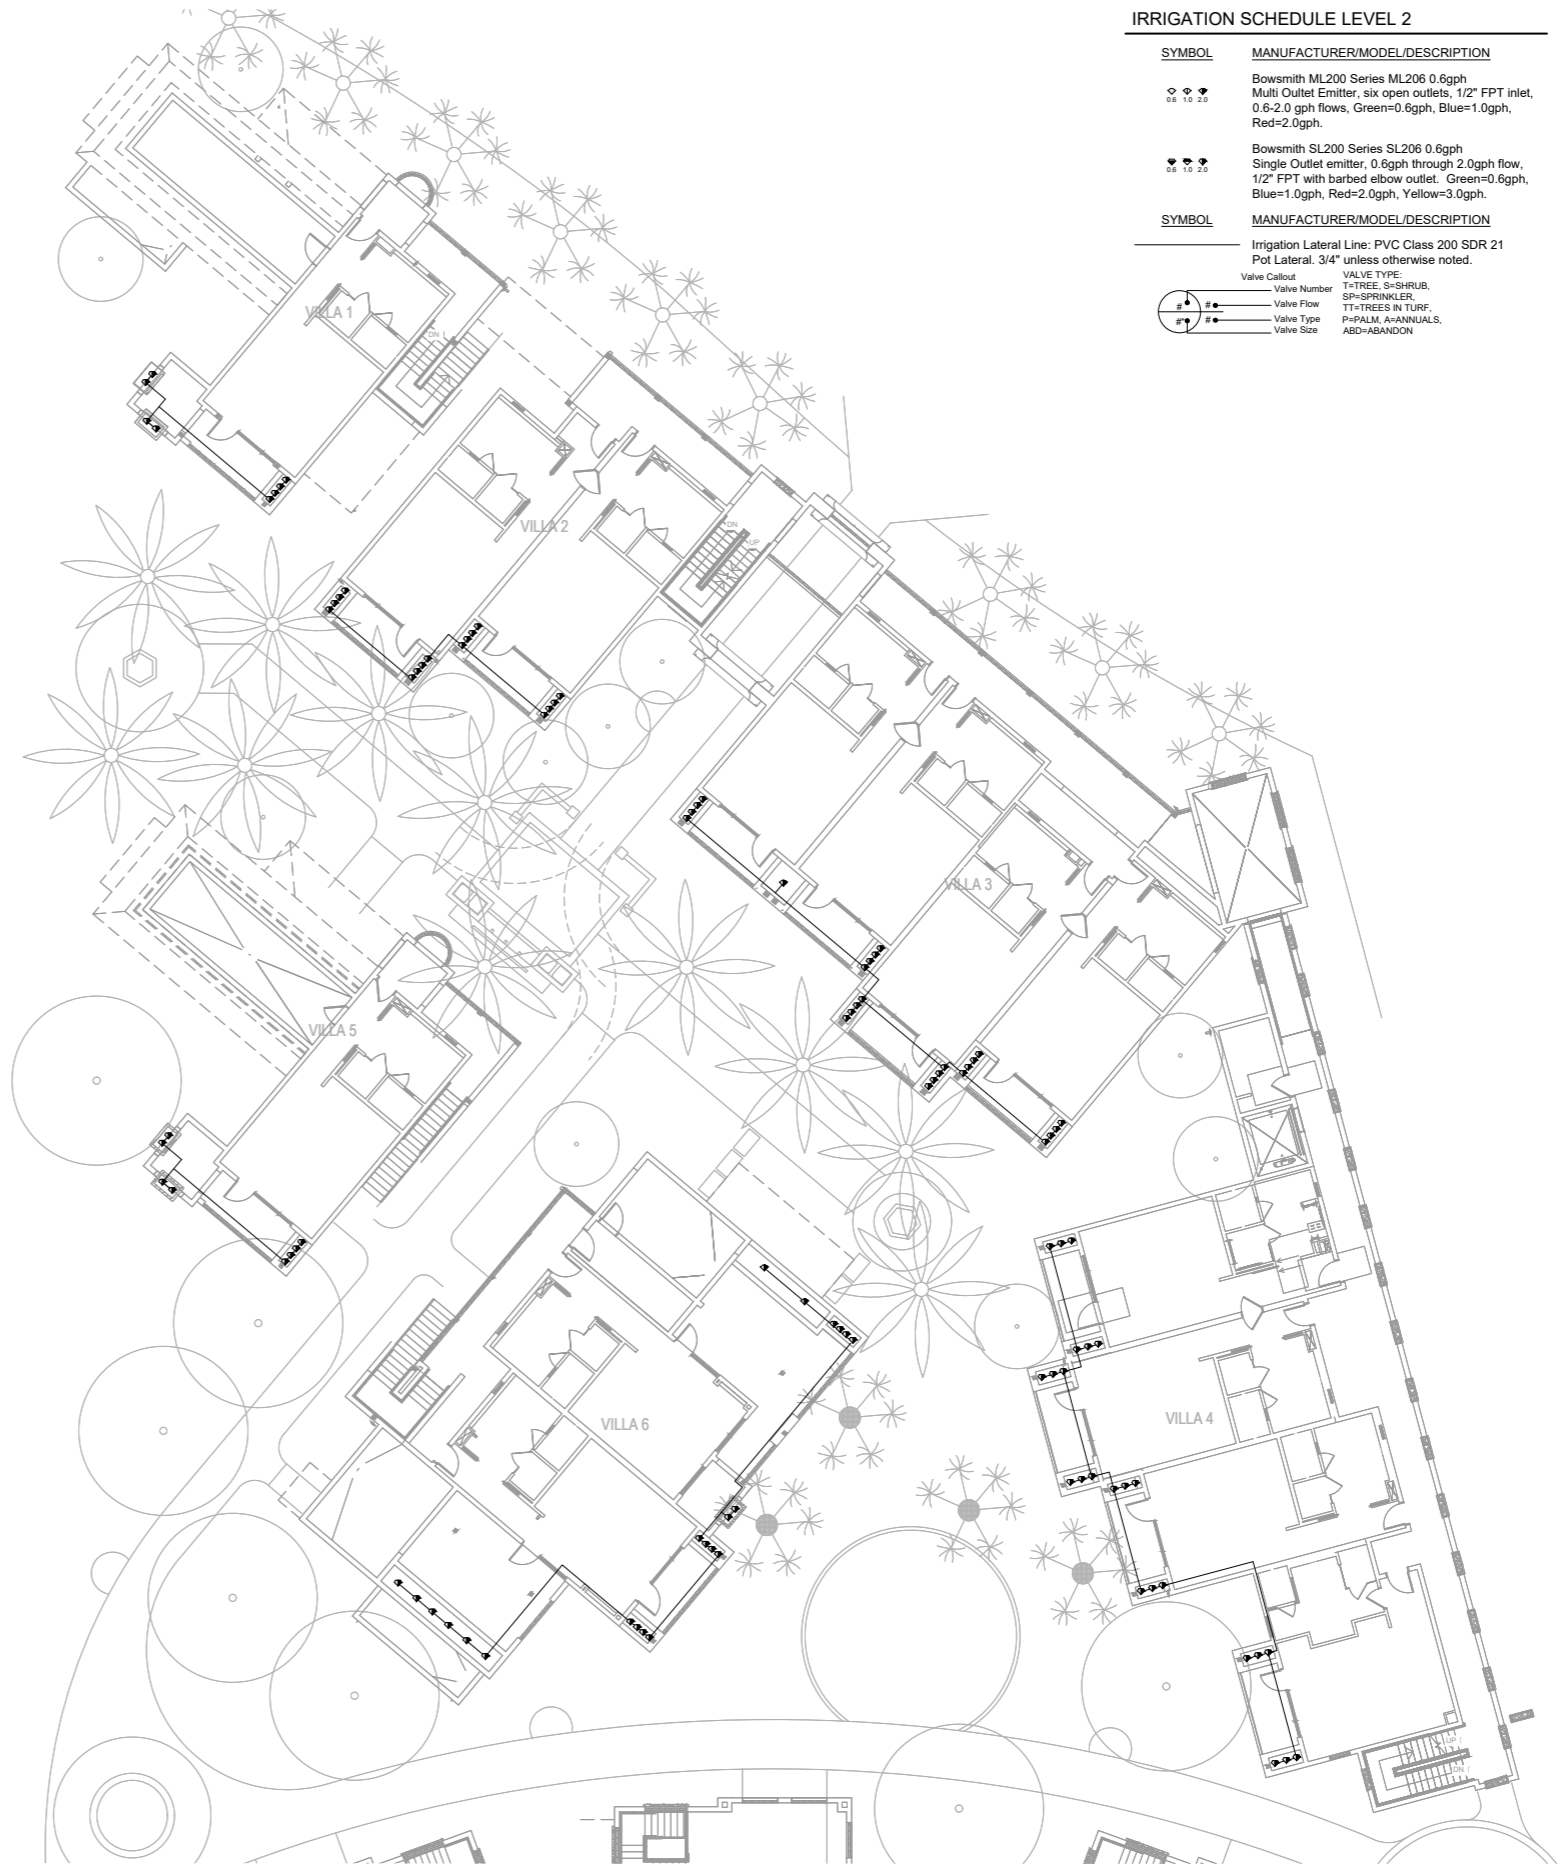 IRRIGATION SCHEDULE LEVEL 2
SYMBOL MANUFACTURER/MODEL/DESCRIPTION
Bowsmith ML200 Series ML206 0.6gph
Multi Oultet Emitter, six open outlets, 1/2" FPT inlet,
0.6-2.0 gph flows, Green=0.6gph, Blue=1.0gph,
Red=2.0gph.
0.6 1.0 2.0
Bowsmith SL200 Series SL206 0.6gph
Single Outlet emitter, 0.6gph through 2.0gph flow,
1/2" FPT with barbed elbow outlet. Green=0.6gph,
Blue=1.0gph, Red=2.0gph, Yellow=3.0gph.
0.6 1.0 2.0
SYMBOL MANUFACTURER/MODEL/DESCRIPTION
Irrigation Lateral Line: PVC Class 200 SDR 21
Pot Lateral. 3/4" unless otherwise noted.
Valve Callout
Valve Number
Valve Flow
Valve Type
Valve Size
# #
#" #
VALVE TYPE:
T=TREE, S=SHRUB,
SP=SPRINKLER,
TT=TREES IN TURF,
P=PALM, A=ANNUALS,
ABD=ABANDON
VILLA 1
DN
VILLA 2
DN
UP
VILLA 3
VILLA 5
VILLA 6
VILLA 4
UP
DN